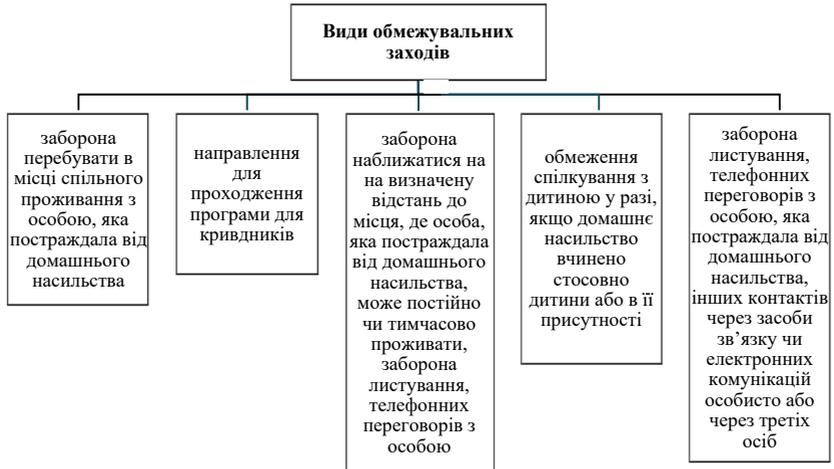 Види обмежувальних
заходів
заборона
перебувати в
місці спільного
проживання з
особою, яка
постраждала від
домашнього
насильства
направлення
для
проходження
програми для
кривдників
заборона
наближатися на
на визначену
відстань до
місця, де особа,
яка постраждала
від домашнього
насильства,
може постійно
чи тимчасово
проживати,
заборона
листування,
телефонних
переговорів з
особою
обмеження
спілкування з
дитиною у разі,
якщо домашнє
насильство
вчинено
стосовно
дитини або в її
присутності
заборона
листування,
телефонних
переговорів з
особою, яка
постраждала від
домашнього
насильства,
інших контактів
через засоби
зв’язку чи
електронних
комунікацій
особисто або
через третіх
осіб